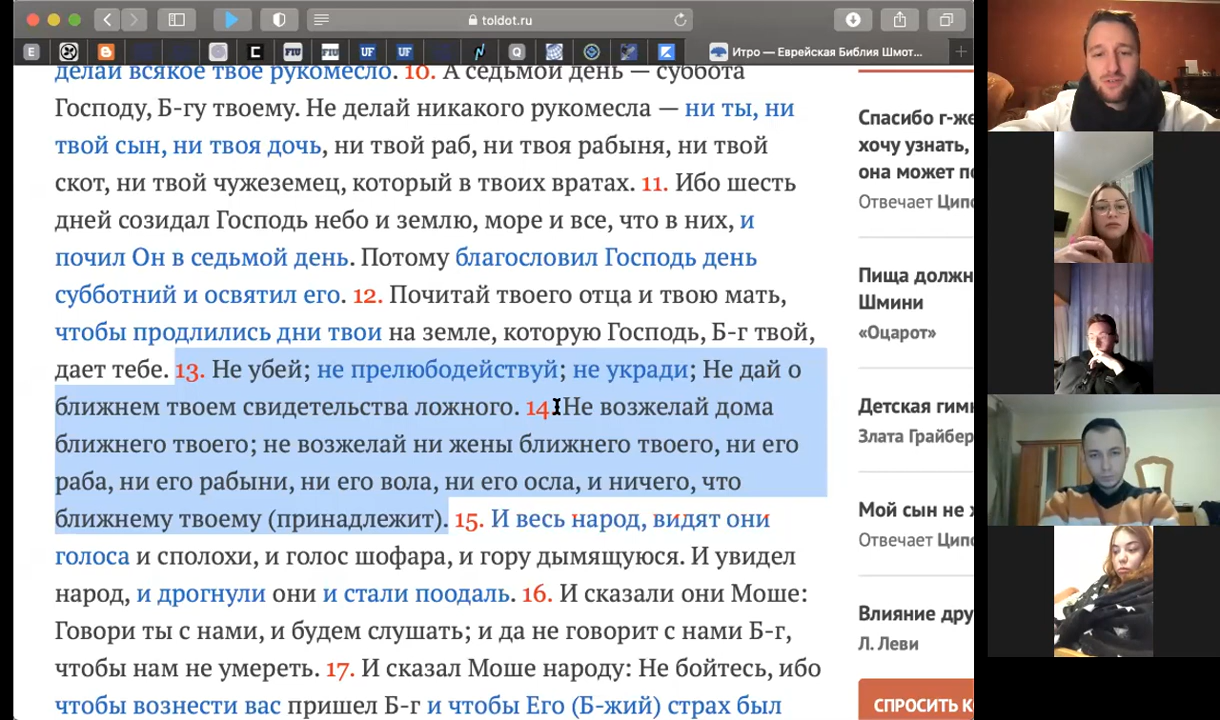 toldot.ru
E
C
FIU
FIU
UF
UF
Q
Итро — Еврейская Библия Шмот...
делай всякое твое рукомесло. 10. А седьмой день — суббота
Господу, Б-гу твоему. Не делай никакого рукомесла — ни ты, ни
твой сын, ни твоя дочь, ни твой раб, ни твоя рабыня, ни твой
скот, ни твой чужеземец, который в твоих вратах. 11. Ибо шесть
дней созидал Господь небо и землю, море и все, что в них, и
почил Он в седьмой день. Потому благословил Господь день
субботний и освятил его. 12. Почитай твоего отца и твою мать,
чтобы продлились дни твои на земле, которую Господь, Б-г твой,
дает тебе. 13. Не убей; не прелюбодействуй; не укради; Не дай о
ближнем твоем свидетельства ложного. 14 Не возжелай дома
ближнего твоего; не возжелай ни жены ближнего твоего, ни его
раба, ни его рабыни, ни его вола, ни его осла, и ничего, что
ближнему твоему (принадлежит). 15. И весь народ, видят они
голоса и сполохи, и голос шофара, и гору дымящуюся. И увидел
народ, и дрогнули они и стали поодаль. 16. И сказали они Моше:
Говори ты с нами, и будем слушать; и да не говорит с нами Б-г,
чтобы нам не умереть. 17. И сказал Моше народу: Не бойтесь, ибо
чтобы вознести вас пришел Б-г и чтобы Его (Б-жий) страх был
Спасибо г-же
хочу узнать,
она может по
Отвечает Ципо
Пища должн
Шмини
«Оцарот»
Детская гимн
Злата Грайбер
Мой сын не х
Отвечает Ципо
Влияние дру
Л. Леви
СПРОСИТЬ К